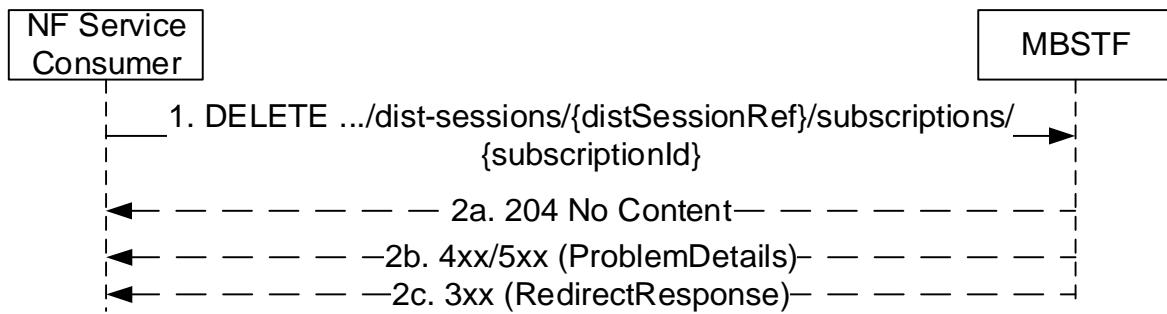 NF Service
Consumer
MBSTF
1. DELETE .../dist-sessions/{distSessionRef}/subscriptions/
{subscriptionId}
2a. 204 No Content
2b. 4xx/5xx (ProblemDetails)
2c. 3xx (RedirectResponse)